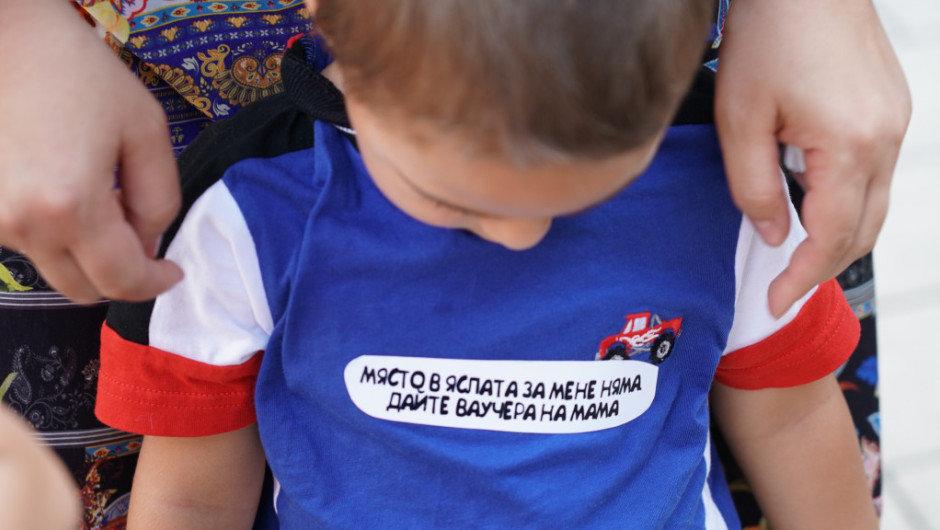 МЯСТО В ЯСЛАТА ЗА МЕНЕ НЯМА
ДАЙТЕ ВАУЧЕРА НА МАМА